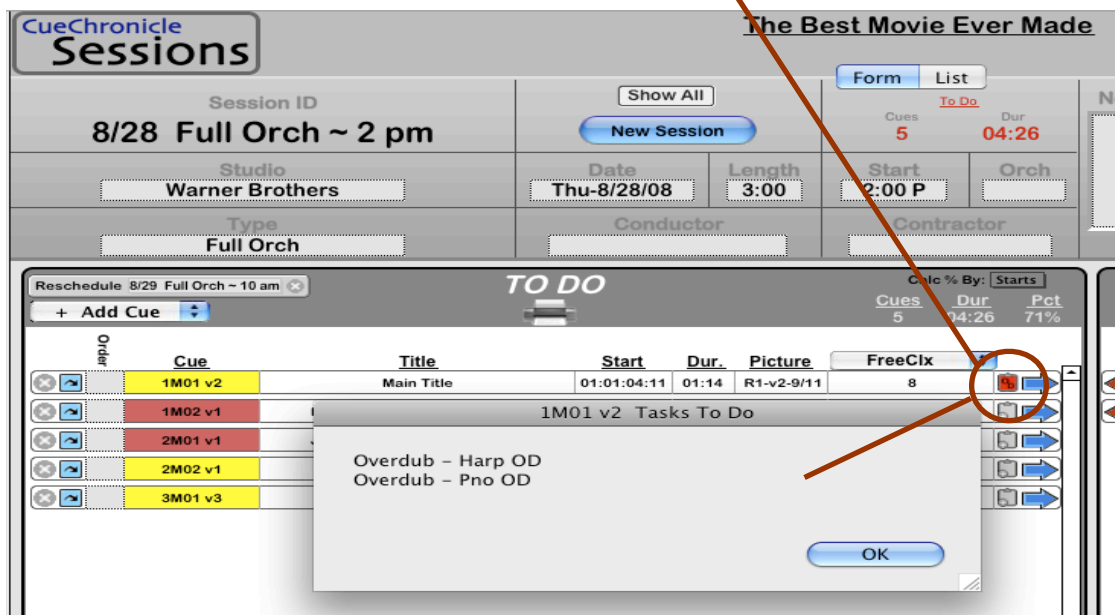 CueChronicle
Sessions
The Best Movie Ever Made
Form List
Session ID
8/28 Full Orch ~ 2 pm
Show All
New Session
To Do
Cues Dur
5 04:26
Studio
Warner Brothers
Date
Thu-8/28/08
Length
3:00
Start
2:00 P
Orch
Type
Full Orch
Conductor
Contractor
Reschedule 8/29 Full Orch ~ 10 am
+ Add Cue
TO DO
Calc % By: Starts
Cues Dur Pct
5 04:26 71%
Order Cue Title Start Dur. Picture FreeClx
1M01 v2 Main Title 01:01:04:11 01:14 R1-v2-9/11 8
1M02 v1
2M01 v1
2M02 v1
3M01 v3
1M01 v2 Tasks To Do
Overdub – Harp OD
Overdub – Pno OD
OK